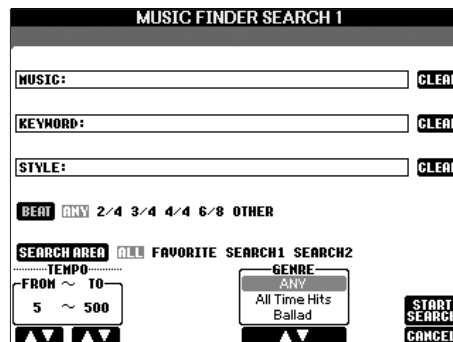 MUSIC FINDER SEARCH 1
MUSIC: CLEAR
KEYWORD: CLEAR
STYLE: CLEAR
BEAT ANY 2/4 3/4 4/4 6/8 OTHER
SEARCH AREA ALL FAVORITE SEARCH1 SEARCH2
TEMPO GENRE
FROM ~ TO ANY
5 ~ 500 All Time Hits
Ballad
START
SEARCH
CANCEL